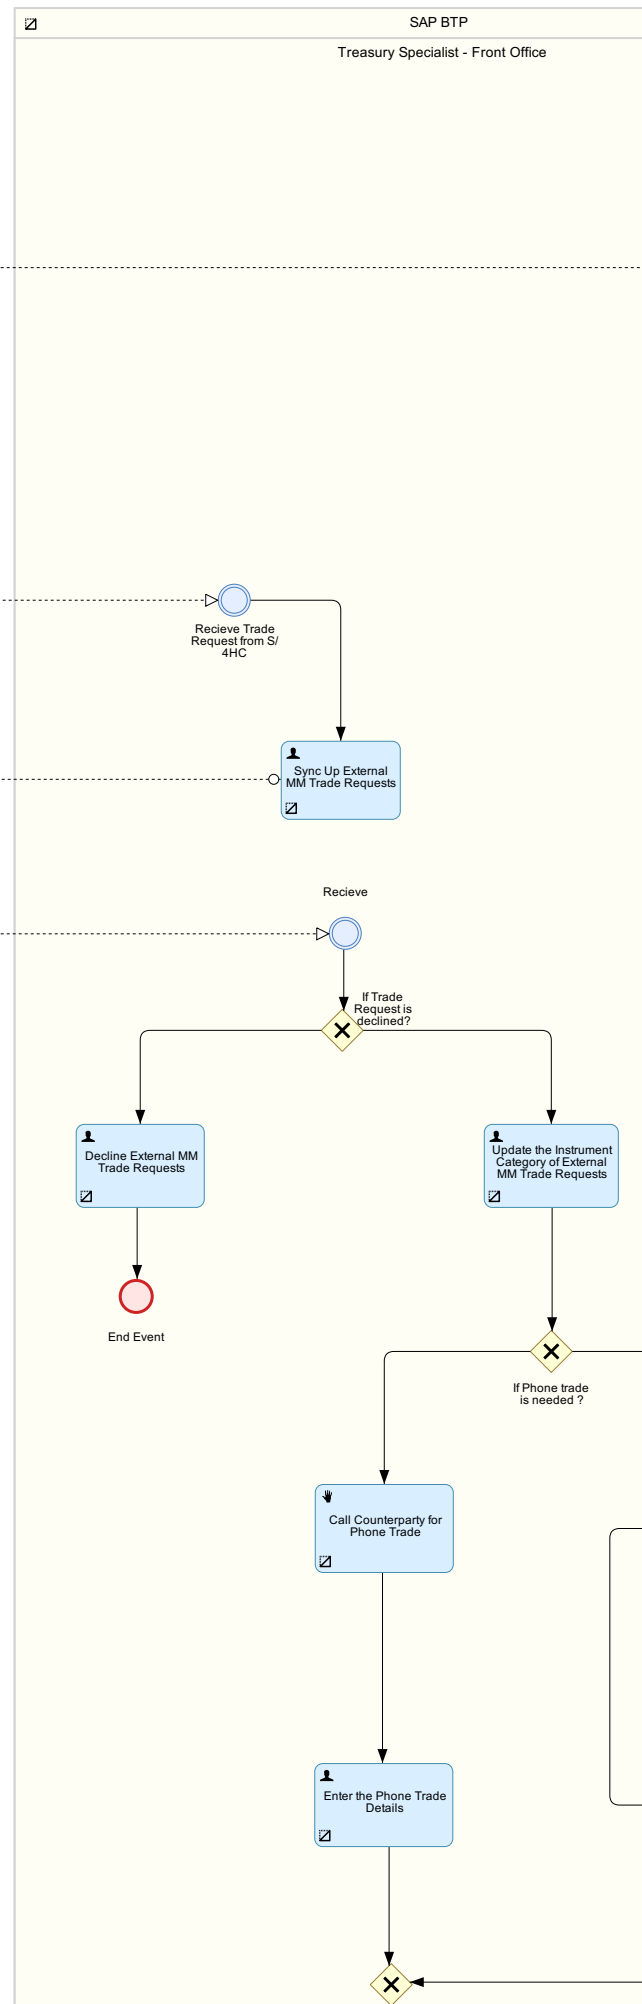 SAP BTP
Treasury Specialist - Front Office
Recieve Trade
Request from S/
4HC
Sync Up External
MM Trade Requests
Recieve
If Trade
Request is
declined?
Decline External MM
Trade Requests
Update the Instrument
Category of External
MM Trade Requests
End Event
If Phone trade
is needed ?
Call Counterparty for
Phone Trade
Enter the Phone Trade
Details